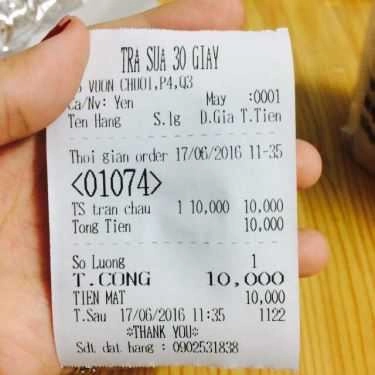 TRA SUA 30 GIAY
VUON CHUOI,P4,Q3
Ca/Nv: Yen May :0001
Ten Hang S.lg D.Gia T.Tien
Thoi gian order 17/06/2016 11-35
<01074>
TS tran chau 1 10,000 10,000
Tong Tien 10,000
So Luong 1
T.CONG 10,000
TIEN MAT 10,000
T.Sau 17/06/2016 11:35 1122
*THANK YOU*
Sdt dat hang : 0902531838